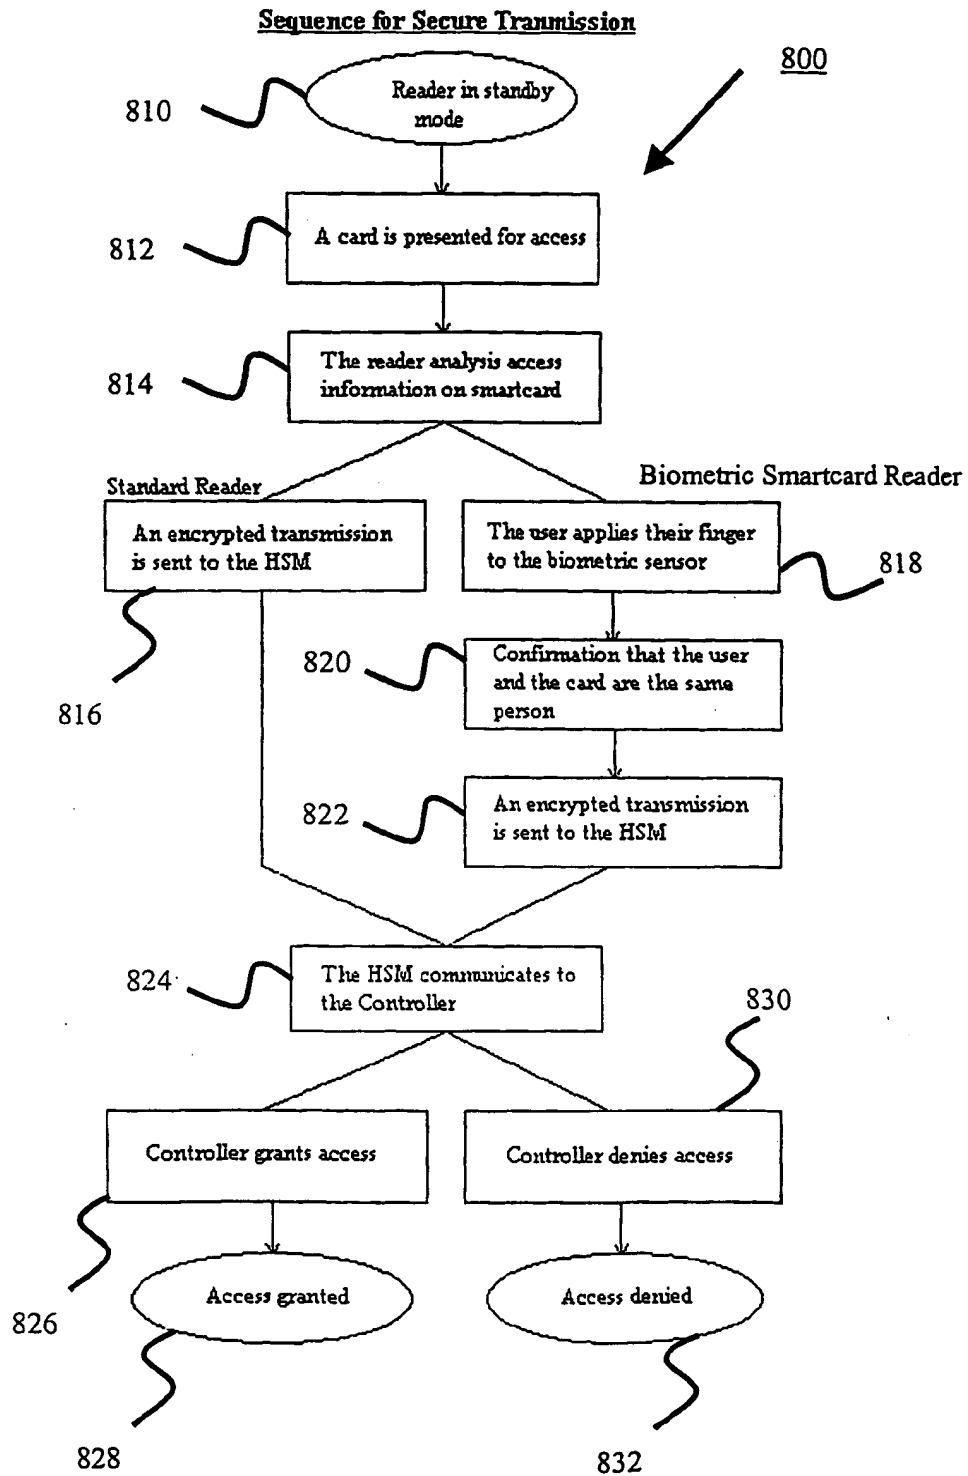 Sequence for Secure Tranmission
800
Reader in standby
mode
810
A card is presented for access
812
The reader analysis access
information on smartcard
814
Standard Reader
Biometric Smartcard Reader
An encrypted transmission
is sent to the HSM
816
The user applies their finger
to the biometric sensor
818
820
Confirmation that the user
and the card are the same
person
822
An encrypted transmission
is sent to the HSM
824
The HSM communicates to
the Controller
830
Controller grants access
Controller denies access
826
Access granted
Access denied
828
832